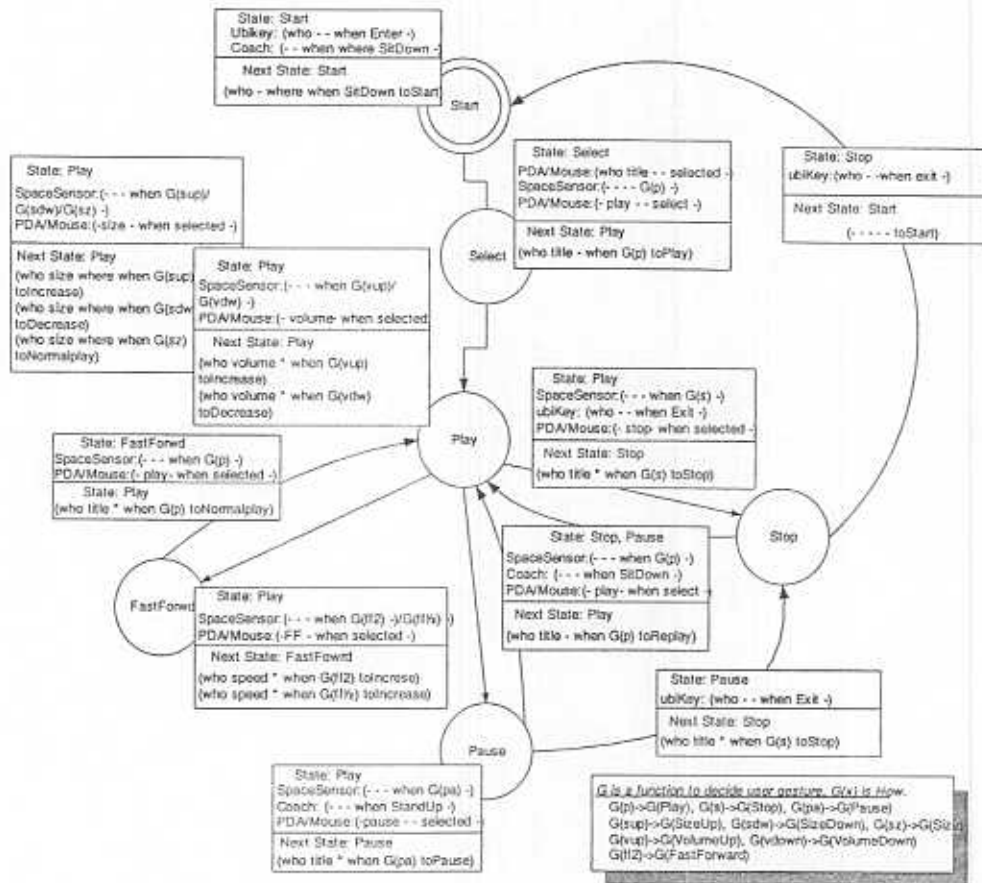 State: Start
Ubikey: (who - - when Enter -)
Coach: (- - when where SitDown -)
Next State: Start
(who - where when SitDown toStart)
Start
State: Select
PDA/Mouse:(who title - - selected -)
SpaceSensor:(- - - - G(p) -)
PDA/Mouse:(- play - - select -)
Next State: Play
(who title - when G(p) toPlay)
State: Stop
ubiKey:(who - -when exit -)
Next State: Start
(- - - - - toStart)
State: Play
SpaceSensor:(- - - when G(sup)/
G(sdw)/G(sz) -)
PDA/Mouse:(-size - when selected -)
Next State: Play
(who size where when G(sup)
toIncrease)
(who size where when G(sdw
toDecrease)
(who size where when G(sz)
toNormalplay)
Select
State: Play
SpaceSensor:(- - - when G(vup)/
G(vdw) -)
PDA/Mouse:(- volume- when selected
Next State: Play
(who volume * when G(vup)
toIncrease)
(who volume * when G(vdw)
toDecrease)
State: Play
SpaceSensor:(- - - when G(s) -)
ubiKey: (who - - when Exit -)
PDA/Mouse:(- stop- when selected -)
Next State: Stop
(who title * when G(s) toStop)
Play
State: FastForwd
SpaceSensor:(- - - when G(p) -)
PDA/Mouse:(- play- when selected -)
State: Play
(who title * when G(p) toNormalplay)
Stop
State: Stop, Pause
SpaceSensor:(- - - when G(p) -)
Coach: (- - - when SitDown -)
PDA/Mouse:(- play- when select -
Next State: Play
(who title - when G(p) toReplay)
FastForwd
State: Play
SpaceSensor:(- - - when G(ff2) -)/G(ff½) -)
PDA/Mouse:(-FF - when selected -)
Next State: FastFowrd
(who speed * when G(ff2) toIncrese)
(who speed * when G(ff½) toIncrease)
State: Pause
ubiKey: (who - - when Exit -)
Next State: Stop
(who title * when G(s) toStop)
Pause
State: Play
SpaceSensor:(- - - when G(pa) -)
Coach: (- - - when StandUp -)
PDA/Mouse:(-pause - - selected -)
Next State: Pause
(who title * when G(pa) toPause)
G is a function to decide user gesture. G(x) is How.
G(p)->G(Play), G(s)->G(Stop), G(pa)->G(Pause)
G(sup)->G(SizeUp), G(sdw)->G(SizeDown), G(sz)->G(Size
G(vup)->G(VolumeUp), G(vdown)->G(VolumeDown)
G(ff2)->G(FastForward)